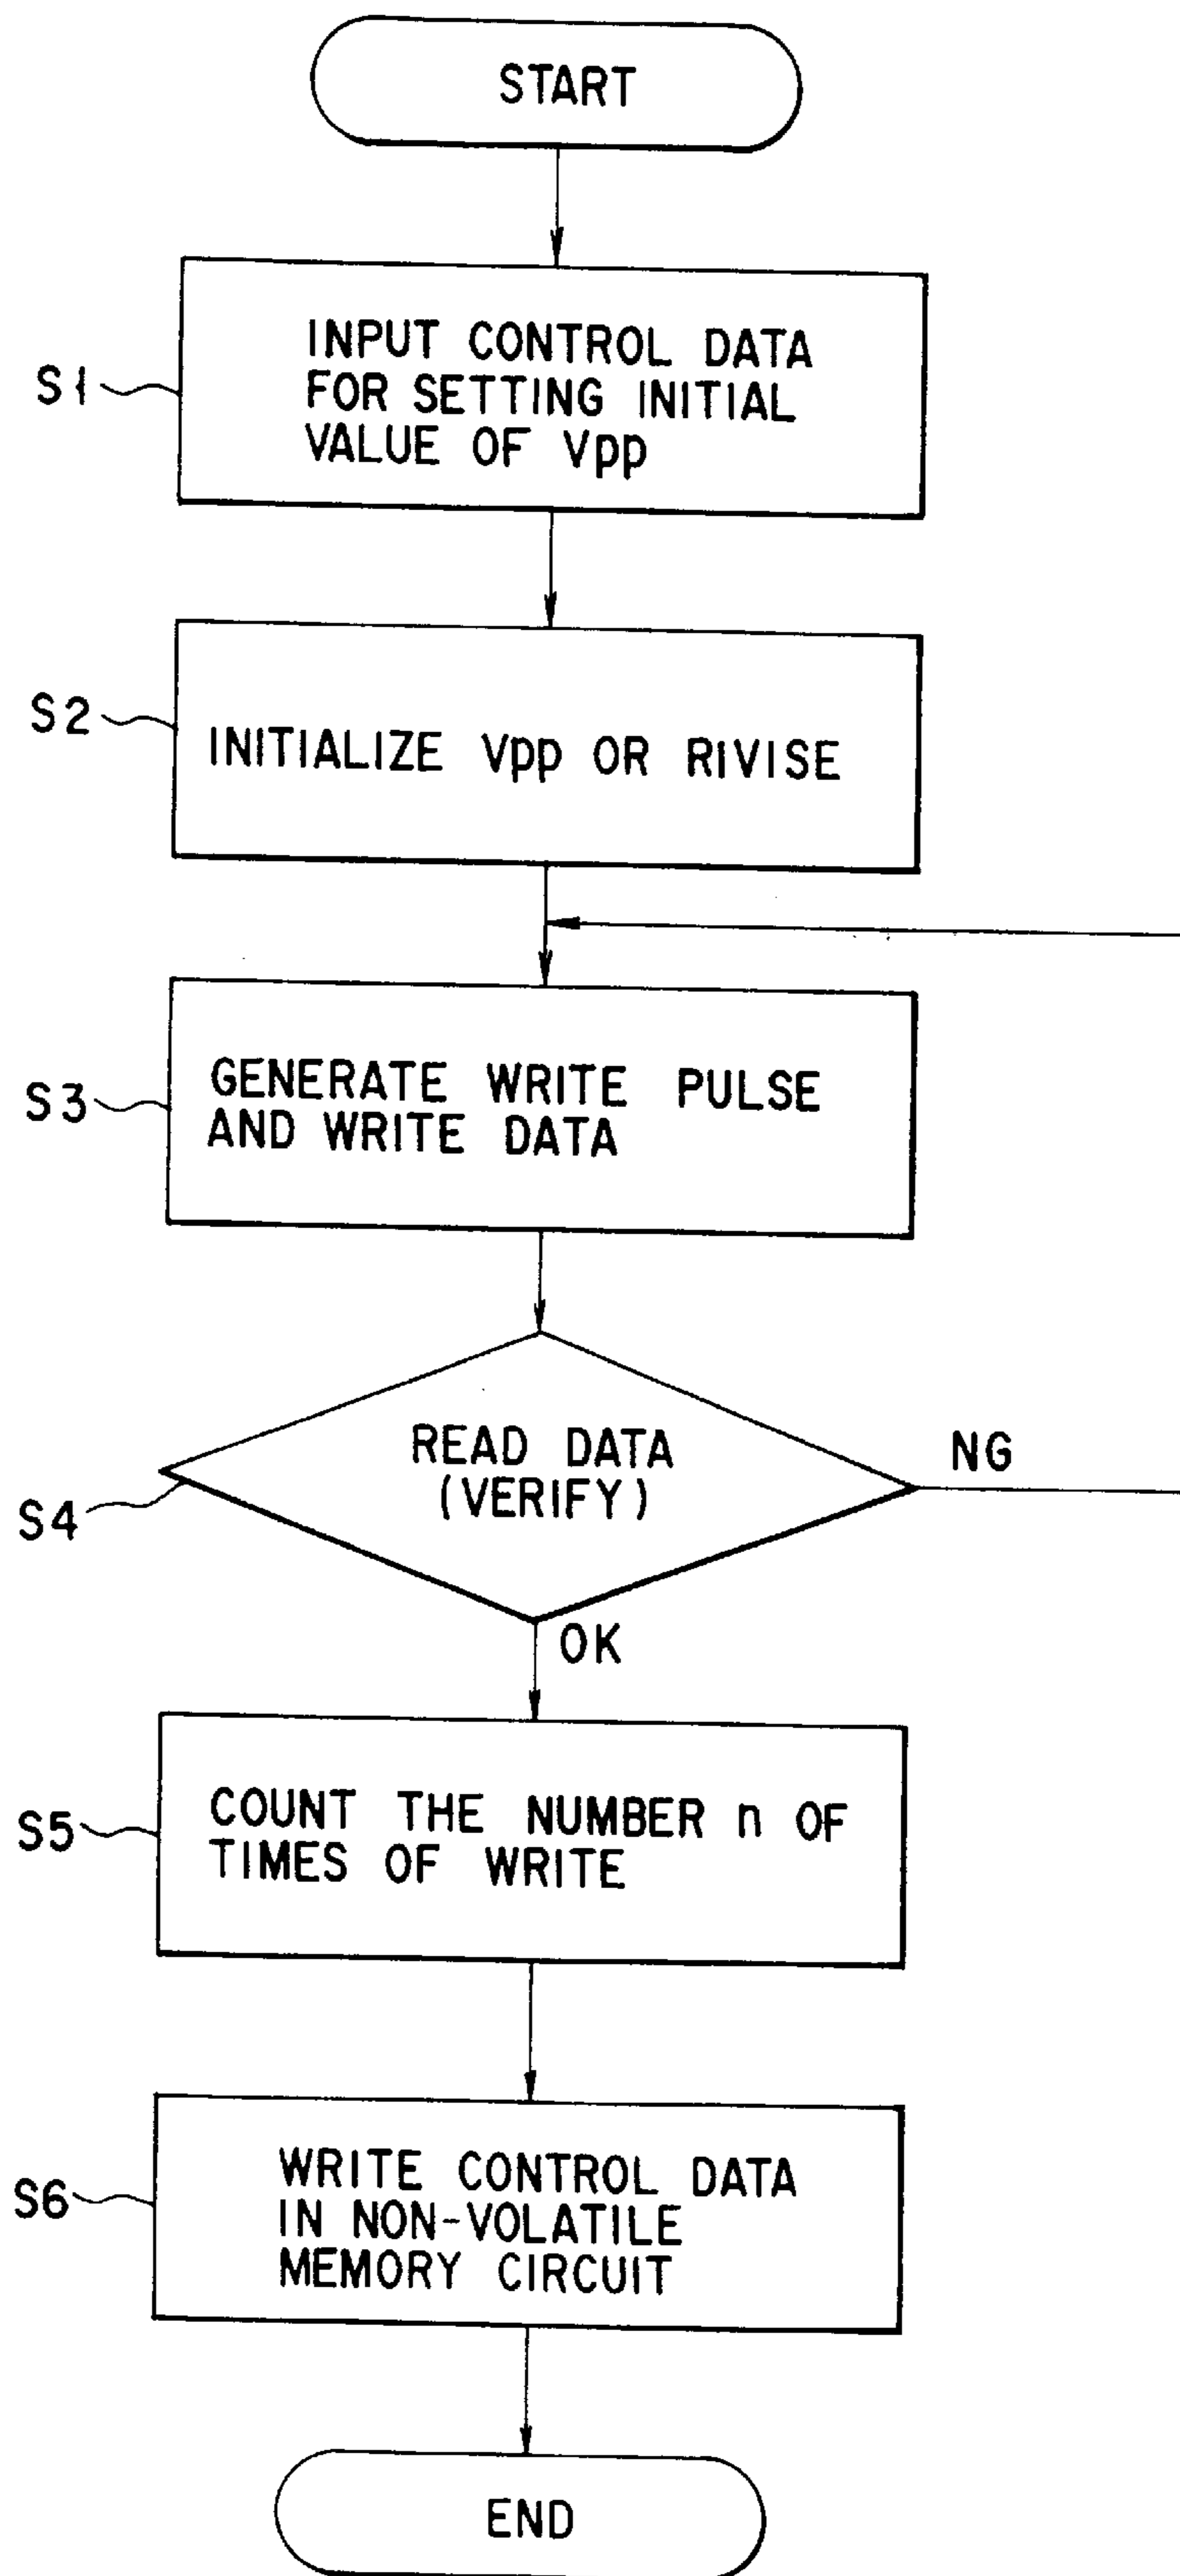 START
S1
INPUT CONTROL DATA
FOR SETTING INITIAL
VALUE OF Vpp
S2
INITIALIZE Vpp OR RIVISE
S3
GENERATE WRITE PULSE
AND WRITE DATA
S4
READ DATA
(VERIFY)
NG
OK
S5
COUNT THE NUMBER n OF
TIMES OF WRITE
S6
WRITE CONTROL DATA
IN NON-VOLATILE
MEMORY CIRCUIT
END